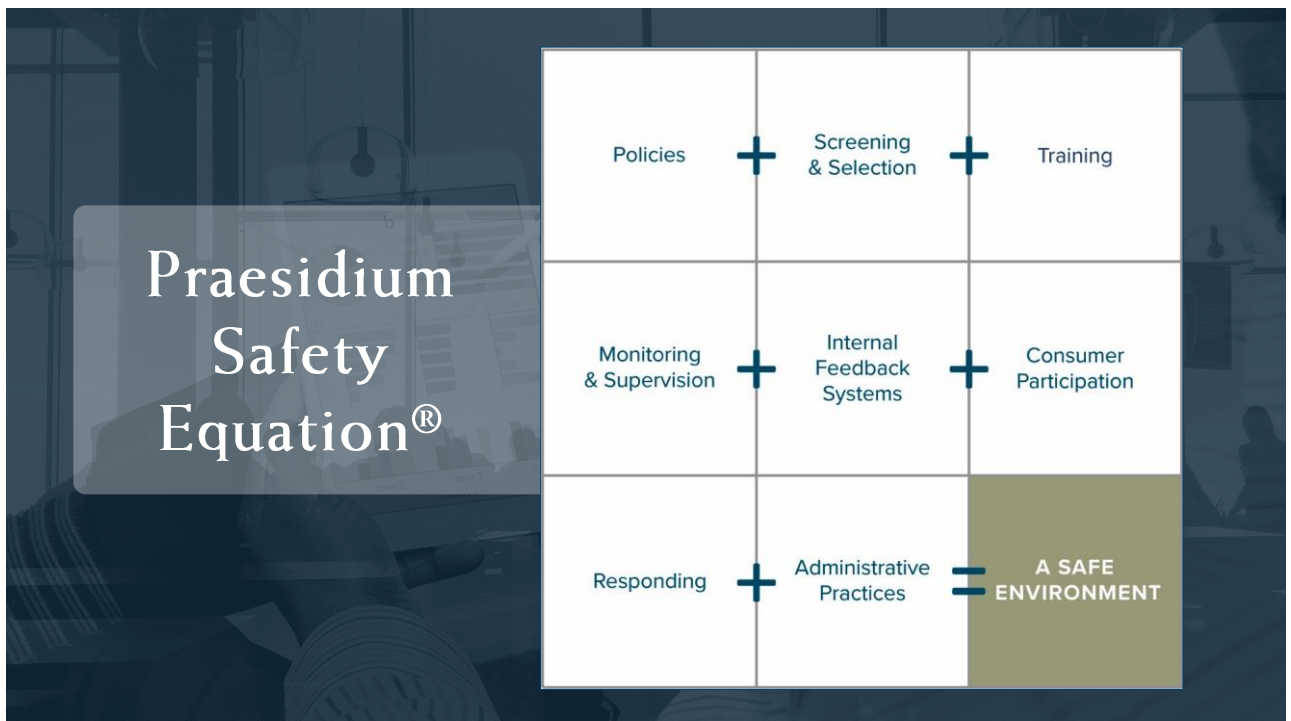 Praesidium
Safety
Equation®
Policies
+
Screening
& Selection
+
Training
Monitoring
& Supervision
+
Internal
Feedback
Systems
+
Consumer
Participation
Responding
+
Administrative
Practices
=
A SAFE
ENVIRONMENT